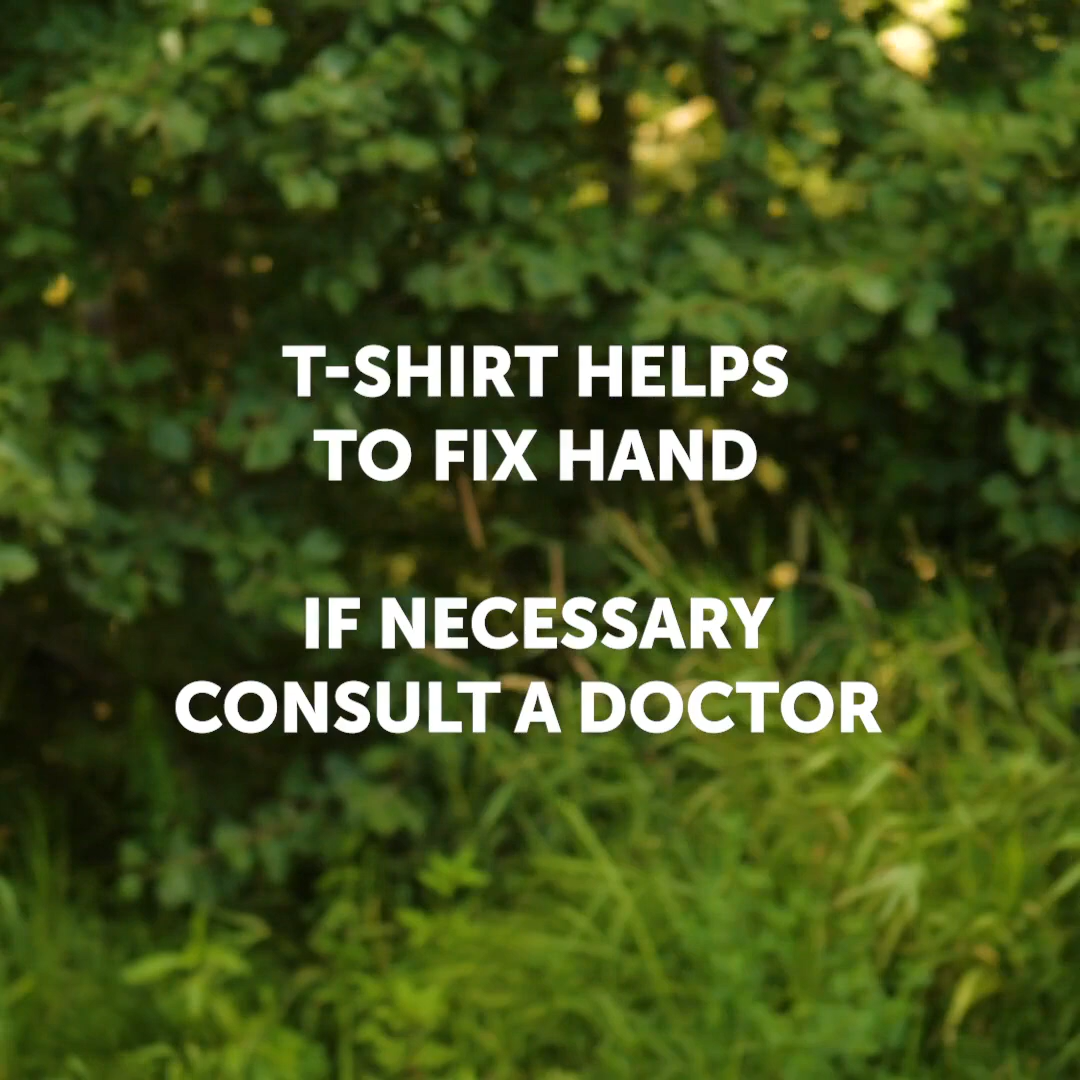 T-SHIRT HELPS
TO FIX HAND
IF NECESSARY
CONSULT A DOCTOR